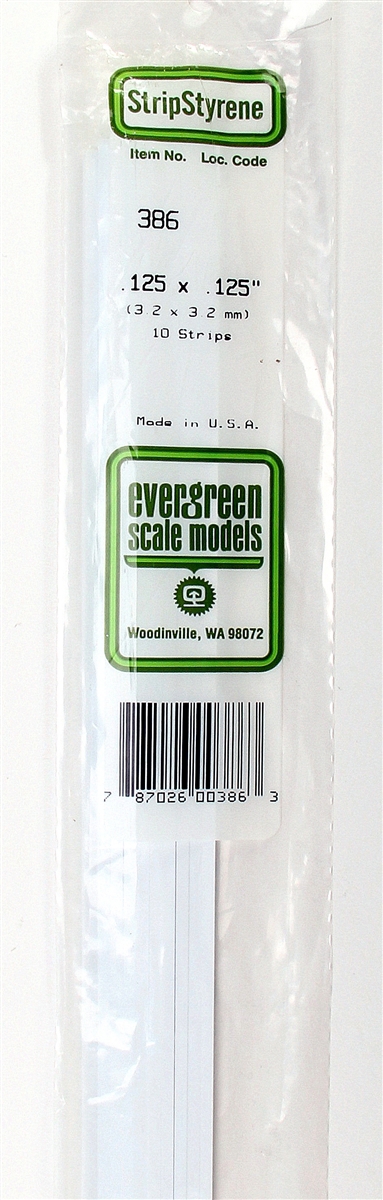 StripStyrene
Item No. Loc. Code
386
.125 x .125"
(3.2 x 3.2 mm)
10 Strips
Made in U.S.A.
evergreen
scale models
Woodinville, WA 98072
7 87026 00386 3